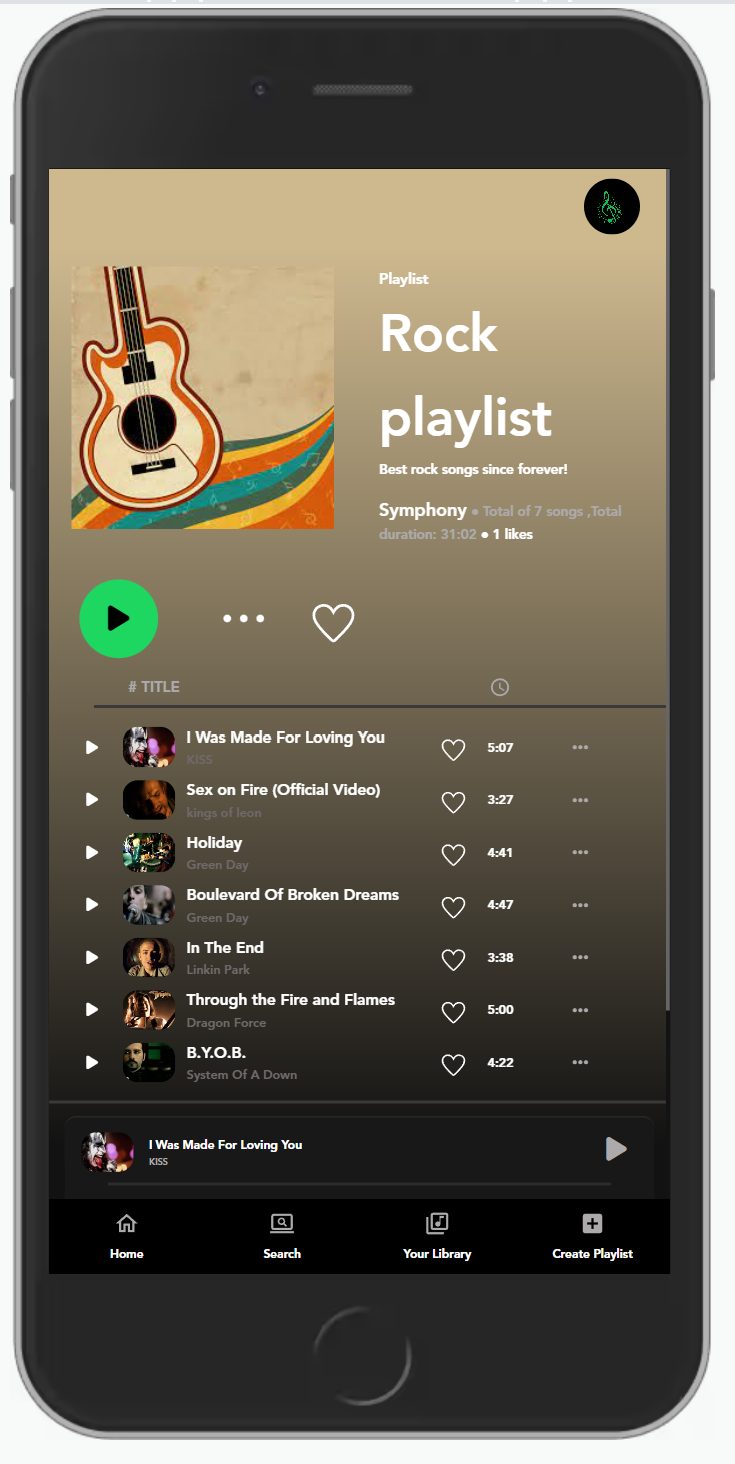 Playlist
Rock
playlist
Best rock songs since forever!
Symphony ● Total of 7 songs ,Total
duration: 31:02 ● 1 likes
# TITLE
I Was Made For Loving You
KISS
5:07
Sex on Fire (Official Video)
kings of leon
3:27
Holiday
Green Day
4:41
Boulevard Of Broken Dreams
Green Day
4:47
In The End
Linkin Park
3:38
Through the Fire and Flames
Dragon Force
5:00
B.Y.O.B.
System Of A Down
4:22
I Was Made For Loving You
KISS
Home
Search
Your Library
Create Playlist